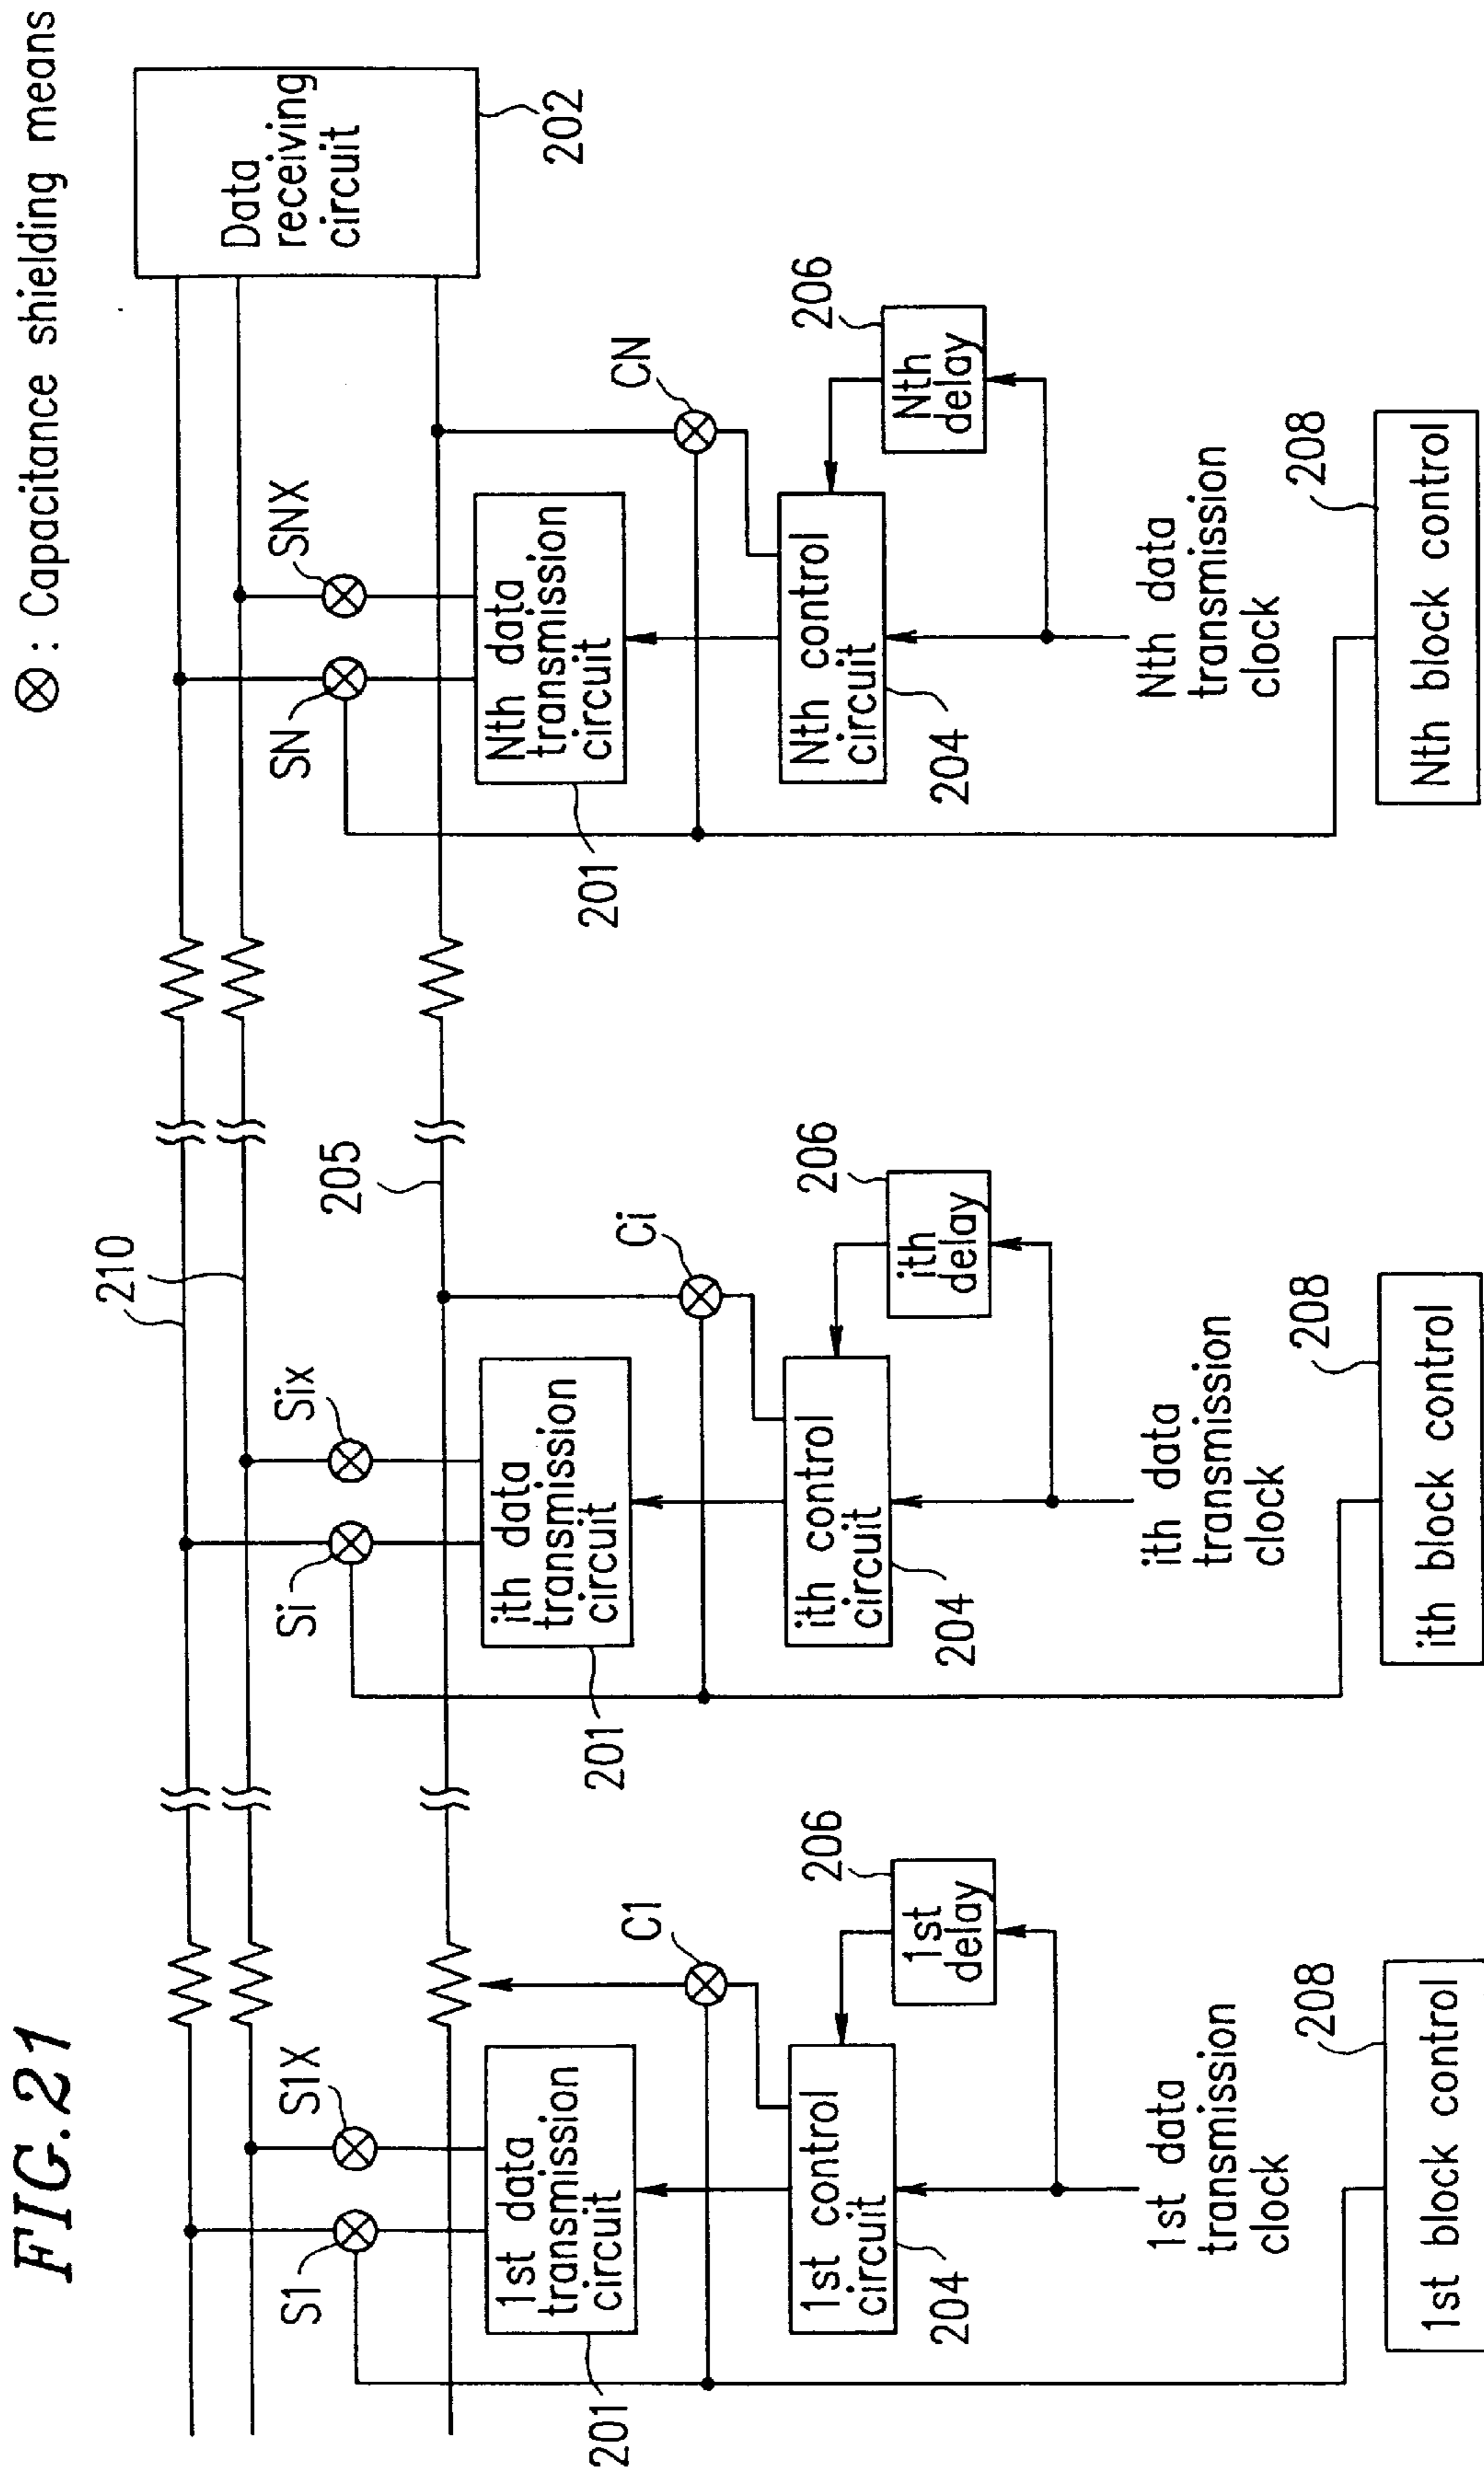 FIG.21
⊗: Capacitance shielding means
210
205
Data
receiving
circuit
202
S1
S1X
1st data
transmission
circuit
201
C1
1st control
circuit
204
1st
delay
206
1st data
transmission
clock
1st block control
208
Si
Six
ith data
transmission
circuit
201
Ci
ith control
circuit
204
ith
delay
206
ith data
transmission
clock
ith block control
208
SN
SNX
Nth data
transmission
circuit
201
CN
Nth control
circuit
204
Nth
delay
206
Nth data
transmission
clock
Nth block control
208